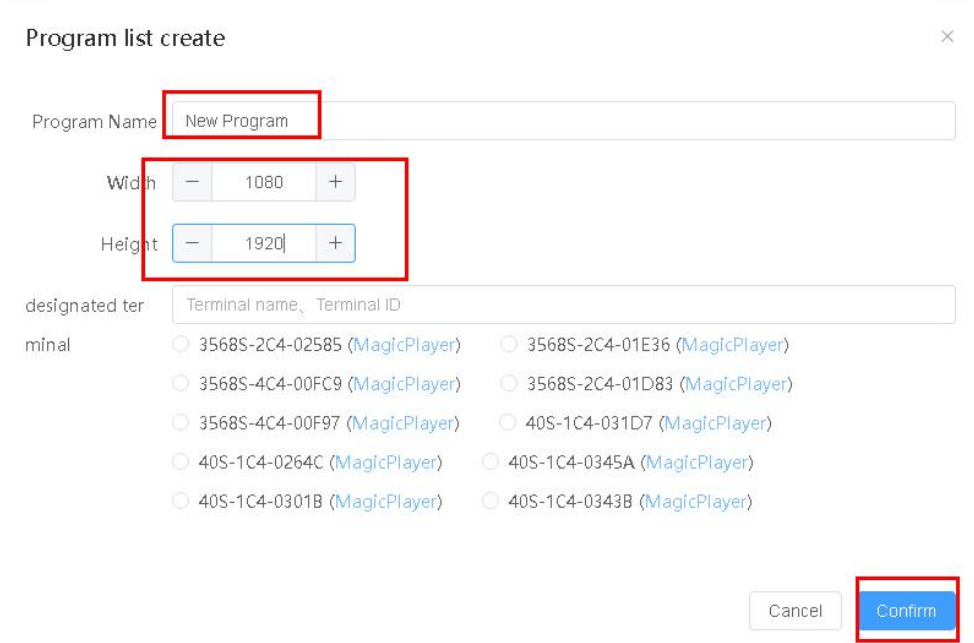 Program list create
Program Name New Program
Width − 1080 +
Height − 1920 +
designated ter Terminal name、Terminal ID
minal 3568S-2C4-02585 (MagicPlayer) 3568S-2C4-01E36 (MagicPlayer)
3568S-4C4-00FC9 (MagicPlayer) 3568S-2C4-01D83 (MagicPlayer)
3568S-4C4-00F97 (MagicPlayer) 40S-1C4-031D7 (MagicPlayer)
40S-1C4-0264C (MagicPlayer) 40S-1C4-0345A (MagicPlayer)
40S-1C4-0301B (MagicPlayer) 40S-1C4-0343B (MagicPlayer)
Cancel Confirm